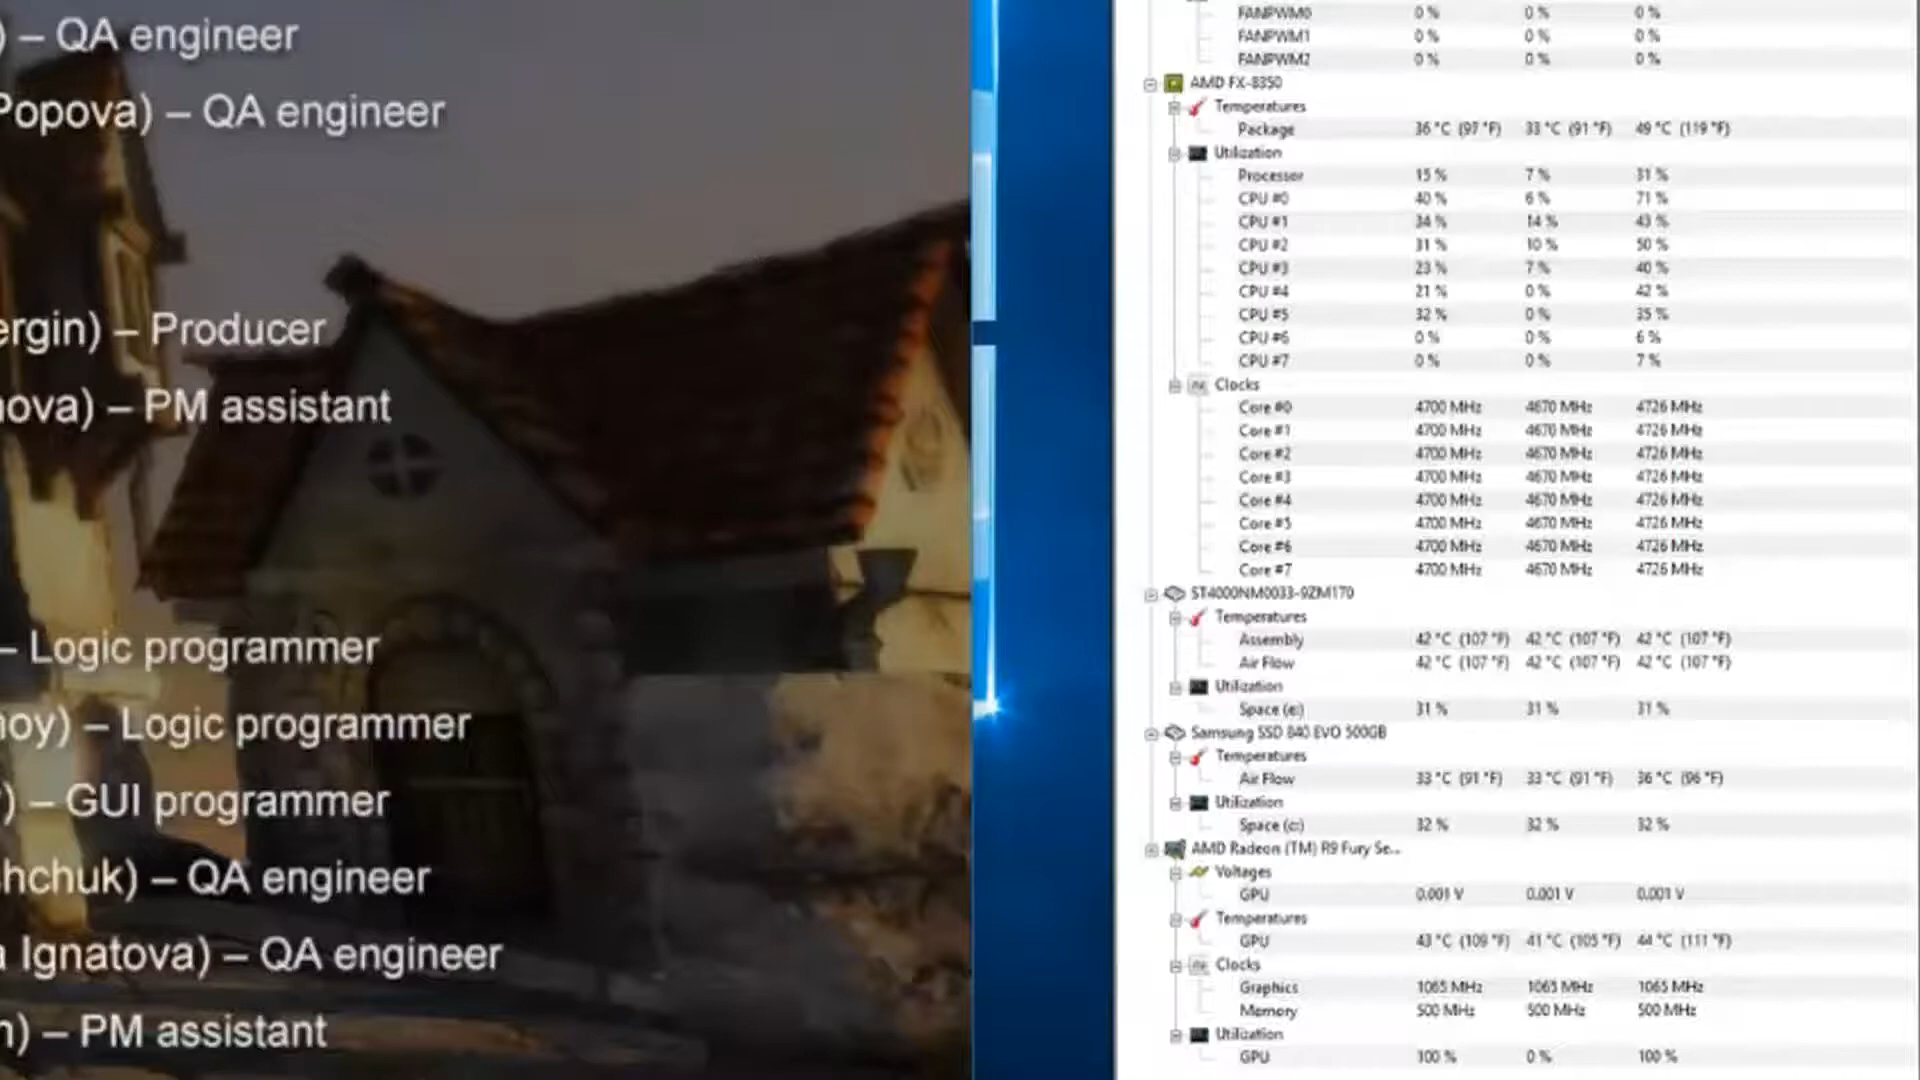 ) – QA engineer
Popova) – QA engineer
ergin) – Producer
nova) – PM assistant
– Logic programmer
noy) – Logic programmer
) – GUI programmer
hchuk) – QA engineer
a Ignatova) – QA engineer
n) – PM assistant
FANPWM0 0 % 0 % 0 %
FANPWM1 0 % 0 % 0 %
FANPWM2 0 % 0 % 0 %
AMD FX-8350
Temperatures
Package 36 °C (97 °F) 33 °C (91 °F) 49 °C (119 °F)
Utilization
Processor 15 % 7 % 31 %
CPU #0 40 % 6 % 71 %
CPU #1 34 % 14 % 43 %
CPU #2 31 % 10 % 50 %
CPU #3 23 % 7 % 40 %
CPU #4 21 % 0 % 42 %
CPU #5 32 % 0 % 35 %
CPU #6 0 % 0 % 6 %
CPU #7 0 % 0 % 7 %
Clocks
Core #0 4700 MHz 4670 MHz 4726 MHz
Core #1 4700 MHz 4670 MHz 4726 MHz
Core #2 4700 MHz 4670 MHz 4726 MHz
Core #3 4700 MHz 4670 MHz 4726 MHz
Core #4 4700 MHz 4670 MHz 4726 MHz
Core #5 4700 MHz 4670 MHz 4726 MHz
Core #6 4700 MHz 4670 MHz 4726 MHz
Core #7 4700 MHz 4670 MHz 4726 MHz
ST4000NM0033-9ZM170
Temperatures
Assembly 42 °C (107 °F) 42 °C (107 °F) 42 °C (107 °F)
Air Flow 42 °C (107 °F) 42 °C (107 °F) 42 °C (107 °F)
Utilization
Space (e:) 31 % 31 % 31 %
Samsung SSD 840 EVO 500GB
Temperatures
Air Flow 33 °C (91 °F) 33 °C (91 °F) 36 °C (96 °F)
Utilization
Space (c:) 32 % 32 % 32 %
AMD Radeon (TM) R9 Fury Se...
Voltages
GPU 0.001 V 0.001 V 0.001 V
Temperatures
GPU 43 °C (109 °F) 41 °C (105 °F) 44 °C (111 °F)
Clocks
Graphics 1065 MHz 1065 MHz 1065 MHz
Memory 500 MHz 500 MHz 500 MHz
Utilization
GPU 100 % 0 % 100 %